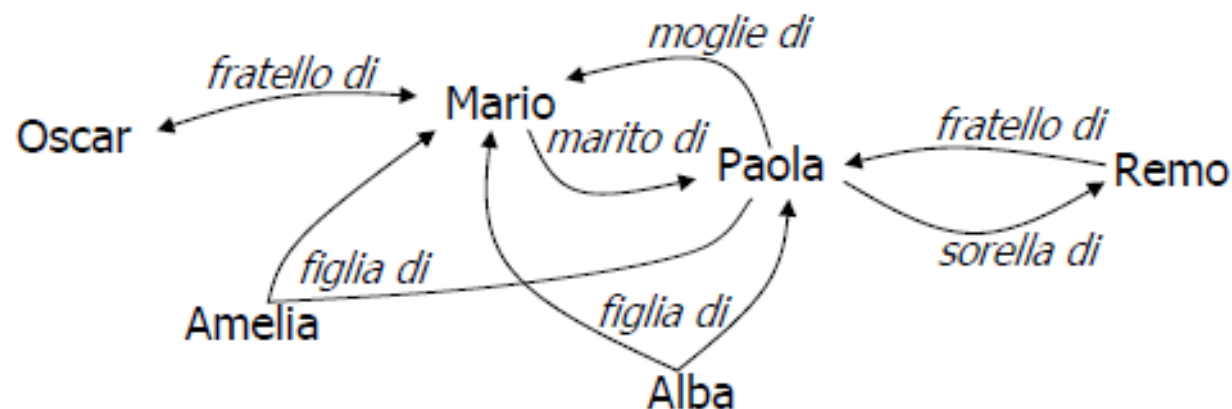 moglie di
fratello di
Mario
Oscar
marito di
fratello di
Paola
Remo
sorella di
figlia di
figlia di
Amelia
Alba